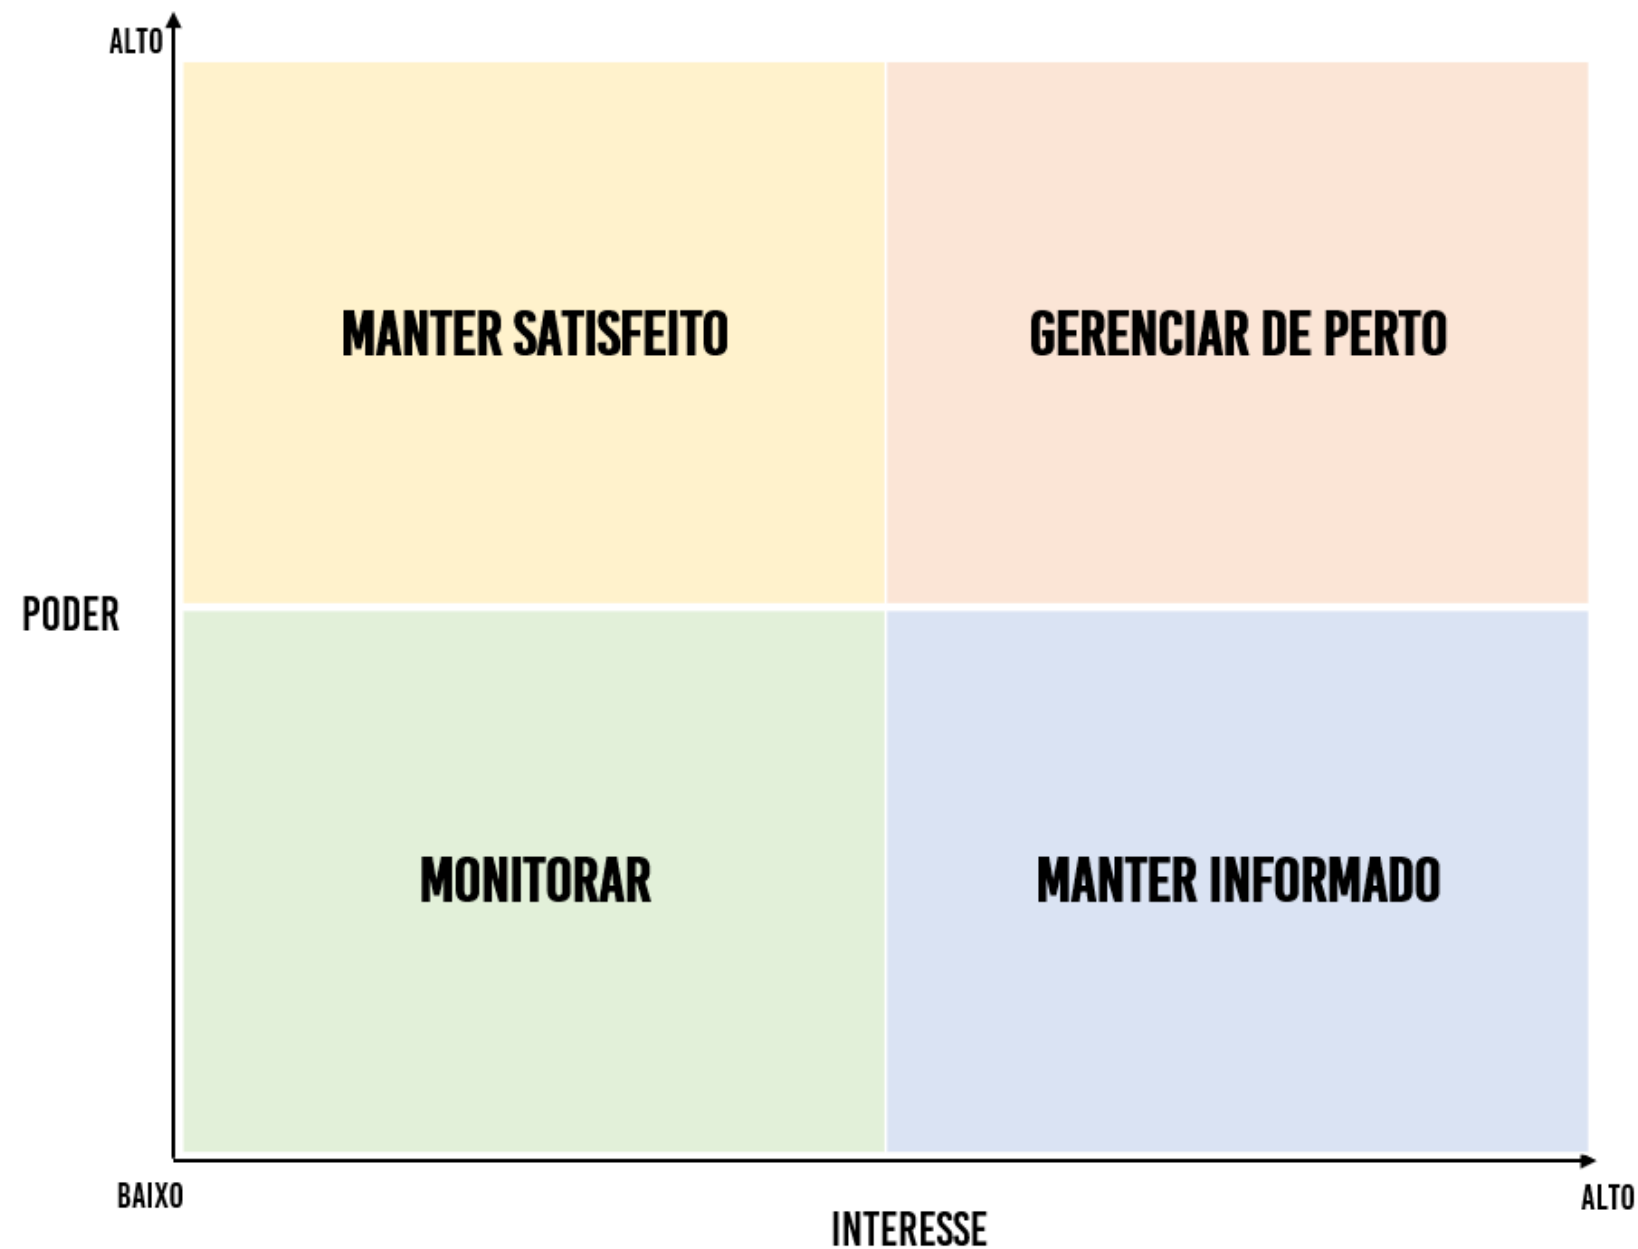 ALTO
MANTER SATISFEITO
GERENCIAR DE PERTO
PODER
MONITORAR
MANTER INFORMADO
BAIXO
ALTO
INTERESSE